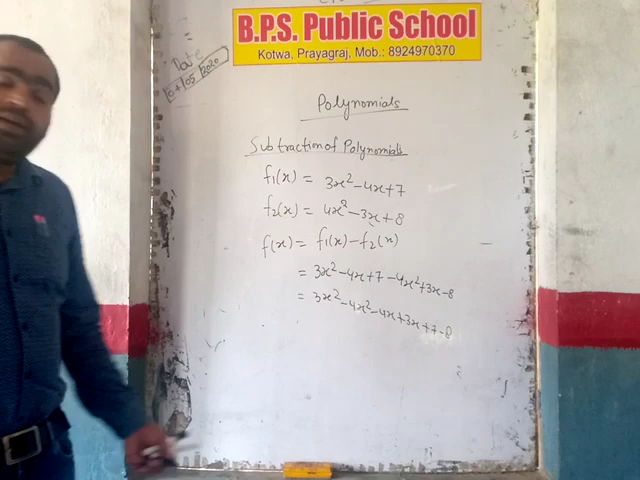 B.P.S. Public School
Kotwa, Prayagraj, Mob.: 8924970370
Date
05 2020
Polynomials
Subtraction of Polynomials
f₁(x) = 3x² - 4x + 7
f₂(x) = 4x² - 3x + 8
f(x) = f₁(x) - f₂(x)
= 3x² - 4x + 7 - 4x² + 3x - 8
= 3x² - 4x² - 4x + 3x + 7 - 8